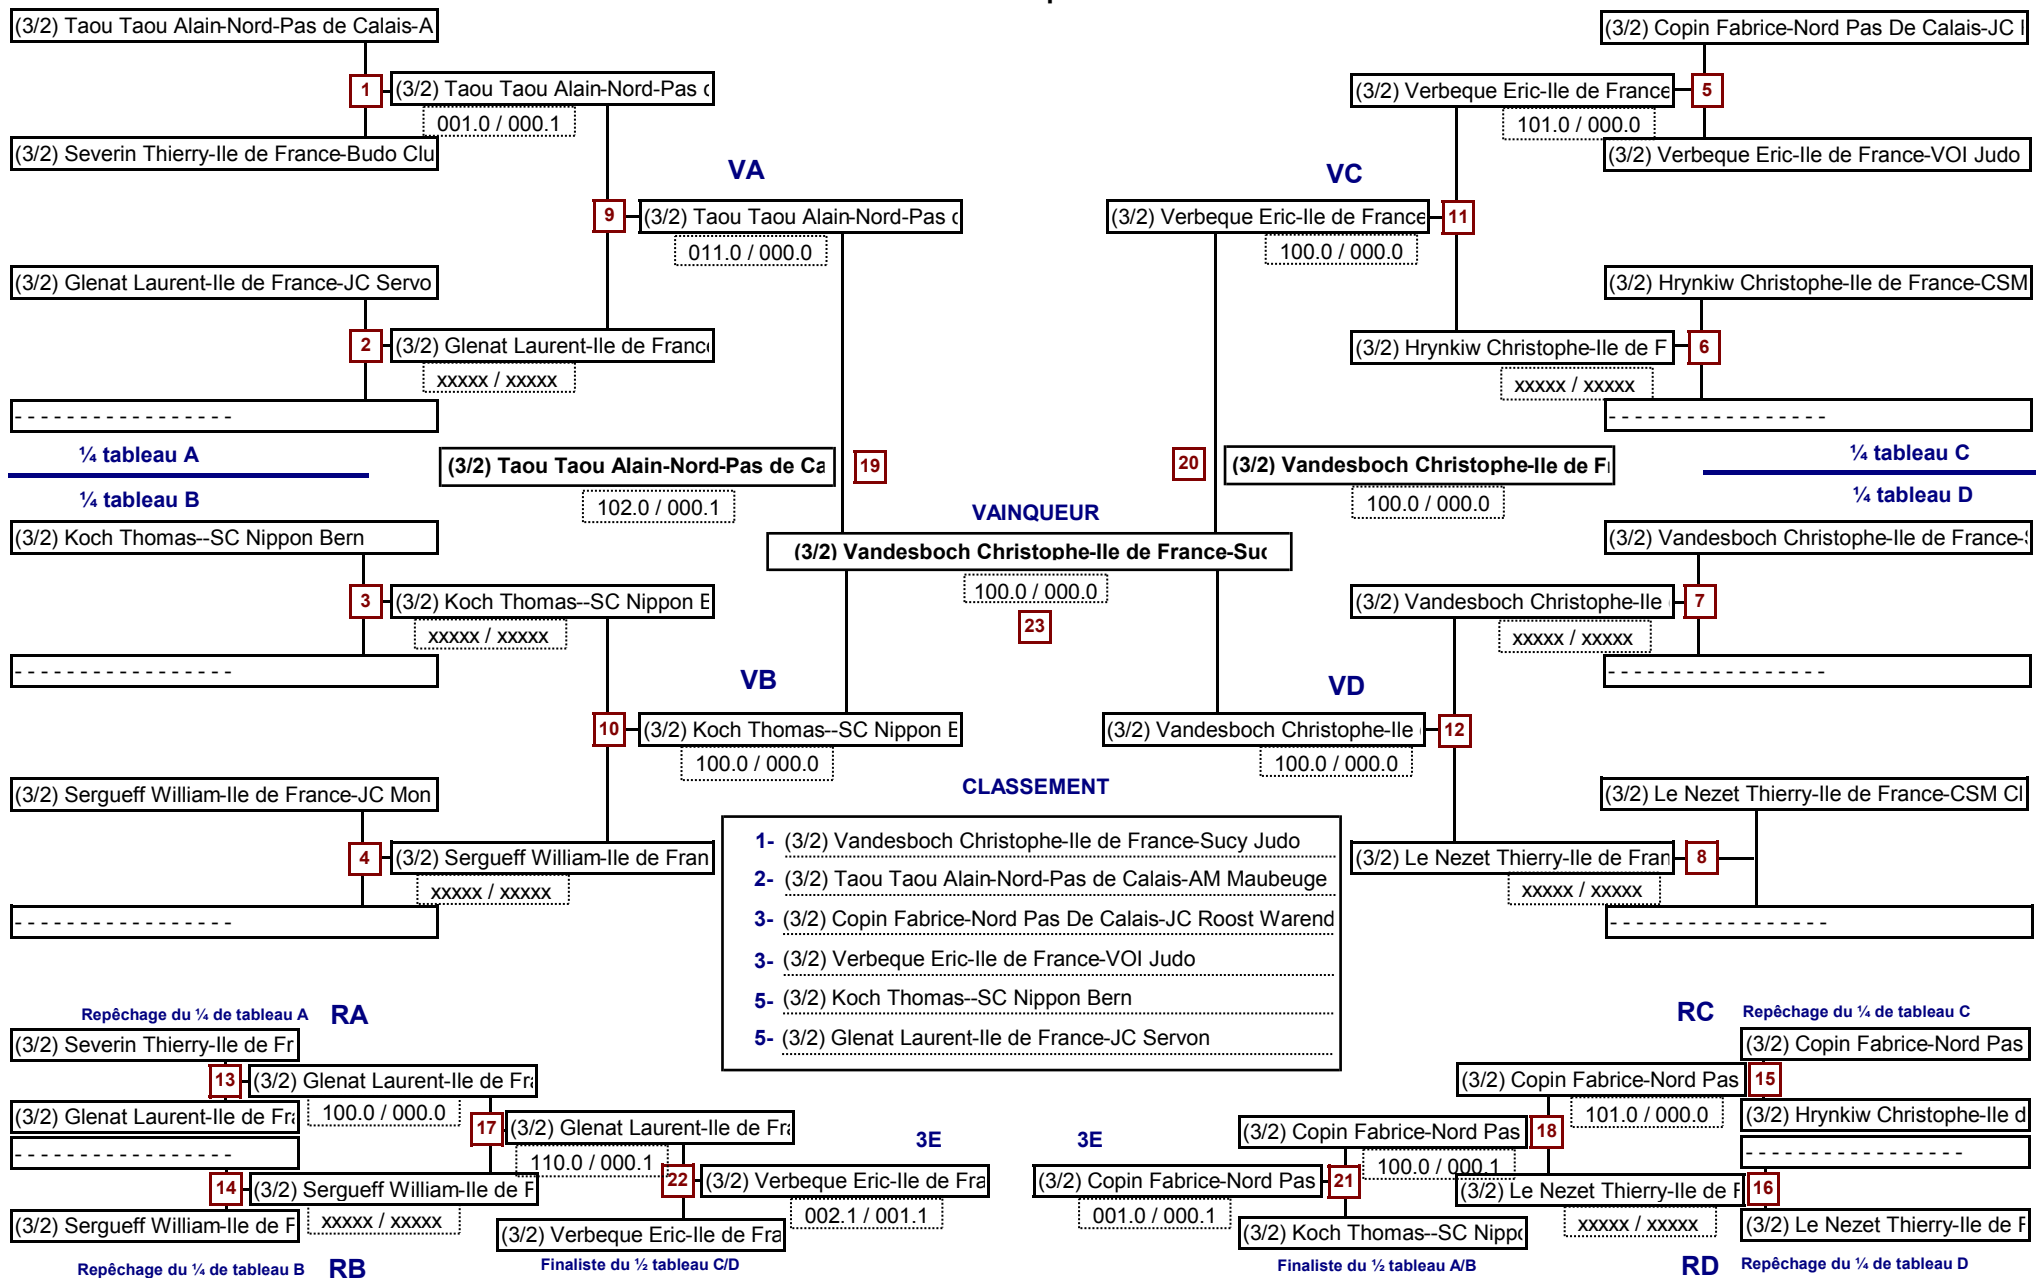 (3/2) Taou Taou Alain-Nord-Pas de Calais-A
1
(3/2) Taou Taou Alain-Nord-Pas
001.0 / 000.1
(3/2) Severin Thierry-Ile de France-Budo Clu
VA
9
(3/2) Taou Taou Alain-Nord-Pas
011.0 / 000.0
(3/2) Glenat Laurent-Ile de France-JC Servo
2
(3/2) Glenat Laurent-Ile de France
xxxxx / xxxxx
- - - - - - - - - - - - - - - - -
¼ tableau A
(3/2) Taou Taou Alain-Nord-Pas de Ca
19
102.0 / 000.1
¼ tableau B
(3/2) Koch Thomas--SC Nippon Bern
3
(3/2) Koch Thomas--SC Nippon B
xxxxx / xxxxx
- - - - - - - - - - - - - - - - -
VB
10
(3/2) Koch Thomas--SC Nippon B
100.0 / 000.0
(3/2) Sergueff William-Ile de France-JC Mon
4
(3/2) Sergueff William-Ile de Fran
xxxxx / xxxxx
- - - - - - - - - - - - - - - - -
(3/2) Copin Fabrice-Nord Pas De Calais-JC
(3/2) Verbeque Eric-Ile de France
5
101.0 / 000.0
(3/2) Verbeque Eric-Ile de France-VOI Judo
VC
(3/2) Verbeque Eric-Ile de France
11
100.0 / 000.0
(3/2) Hrynkiw Christophe-Ile de France-CSM
(3/2) Hrynkiw Christophe-Ile de F
6
xxxxx / xxxxx
- - - - - - - - - - - - - - - - -
20
(3/2) Vandesboch Christophe-Ile de F
100.0 / 000.0
¼ tableau C
¼ tableau D
(3/2) Vandesboch Christophe-Ile de France-
(3/2) Vandesboch Christophe-Ile
7
xxxxx / xxxxx
- - - - - - - - - - - - - - - - -
VD
(3/2) Vandesboch Christophe-Ile
12
100.0 / 000.0
(3/2) Le Nezet Thierry-Ile de France-CSM Cl
(3/2) Le Nezet Thierry-Ile de Fran
8
xxxxx / xxxxx
- - - - - - - - - - - - - - - - -
VAINQUEUR
(3/2) Vandesboch Christophe-Ile de France-Suc
100.0 / 000.0
23
CLASSEMENT
1- (3/2) Vandesboch Christophe-Ile de France-Sucy Judo
2- (3/2) Taou Taou Alain-Nord-Pas de Calais-AM Maubeuge
3- (3/2) Copin Fabrice-Nord Pas De Calais-JC Roost Warend
3- (3/2) Verbeque Eric-Ile de France-VOI Judo
5- (3/2) Koch Thomas--SC Nippon Bern
5- (3/2) Glenat Laurent-Ile de France-JC Servon
Repêchage du ¼ de tableau A RA
(3/2) Severin Thierry-Ile de Fr
13
(3/2) Glenat Laurent-Ile de Fra
(3/2) Glenat Laurent-Ile de Fra
100.0 / 000.0
17
(3/2) Glenat Laurent-Ile de Fra
- - - - - - - - - - - - - - - - -
110.0 / 000.1
14
(3/2) Sergueff William-Ile de F
22
(3/2) Verbeque Eric-Ile de Fra
3E
(3/2) Sergueff William-Ile de F
xxxxx / xxxxx
002.1 / 001.1
(3/2) Verbeque Eric-Ile de Fra
Repêchage du ¼ de tableau B RB
Finaliste du ½ tableau C/D
RC Repêchage du ¼ de tableau C
(3/2) Copin Fabrice-Nord Pas
(3/2) Copin Fabrice-Nord Pas
15
101.0 / 000.0
(3/2) Hrynkiw Christophe-Ile d
3E
(3/2) Copin Fabrice-Nord Pas
18
- - - - - - - - - - - - - - - - -
100.0 / 000.1
(3/2) Copin Fabrice-Nord Pas
21
(3/2) Le Nezet Thierry-Ile de F
16
001.0 / 000.1
xxxxx / xxxxx
(3/2) Le Nezet Thierry-Ile de F
(3/2) Koch Thomas--SC Nippo
Finaliste du ½ tableau A/B
RD Repêchage du ¼ de tableau D